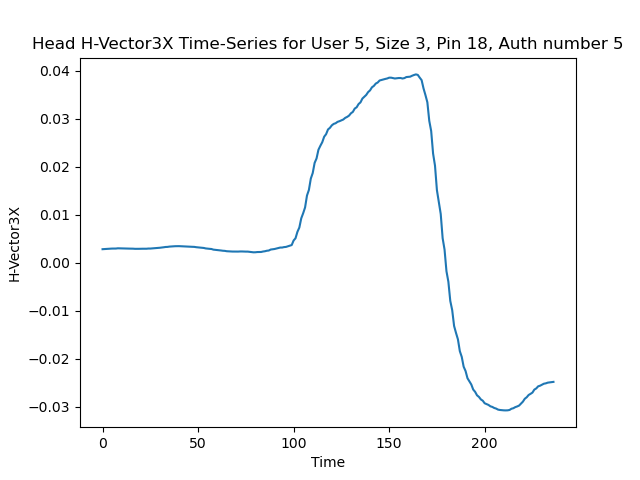 Head H-Vector3X Time-Series for User 5, Size 3, Pin 18, Auth number 5
H-Vector3X
0.04
0.03
0.02
0.01
0.00
−0.01
−0.02
−0.03
0 50 100 150 200
Time